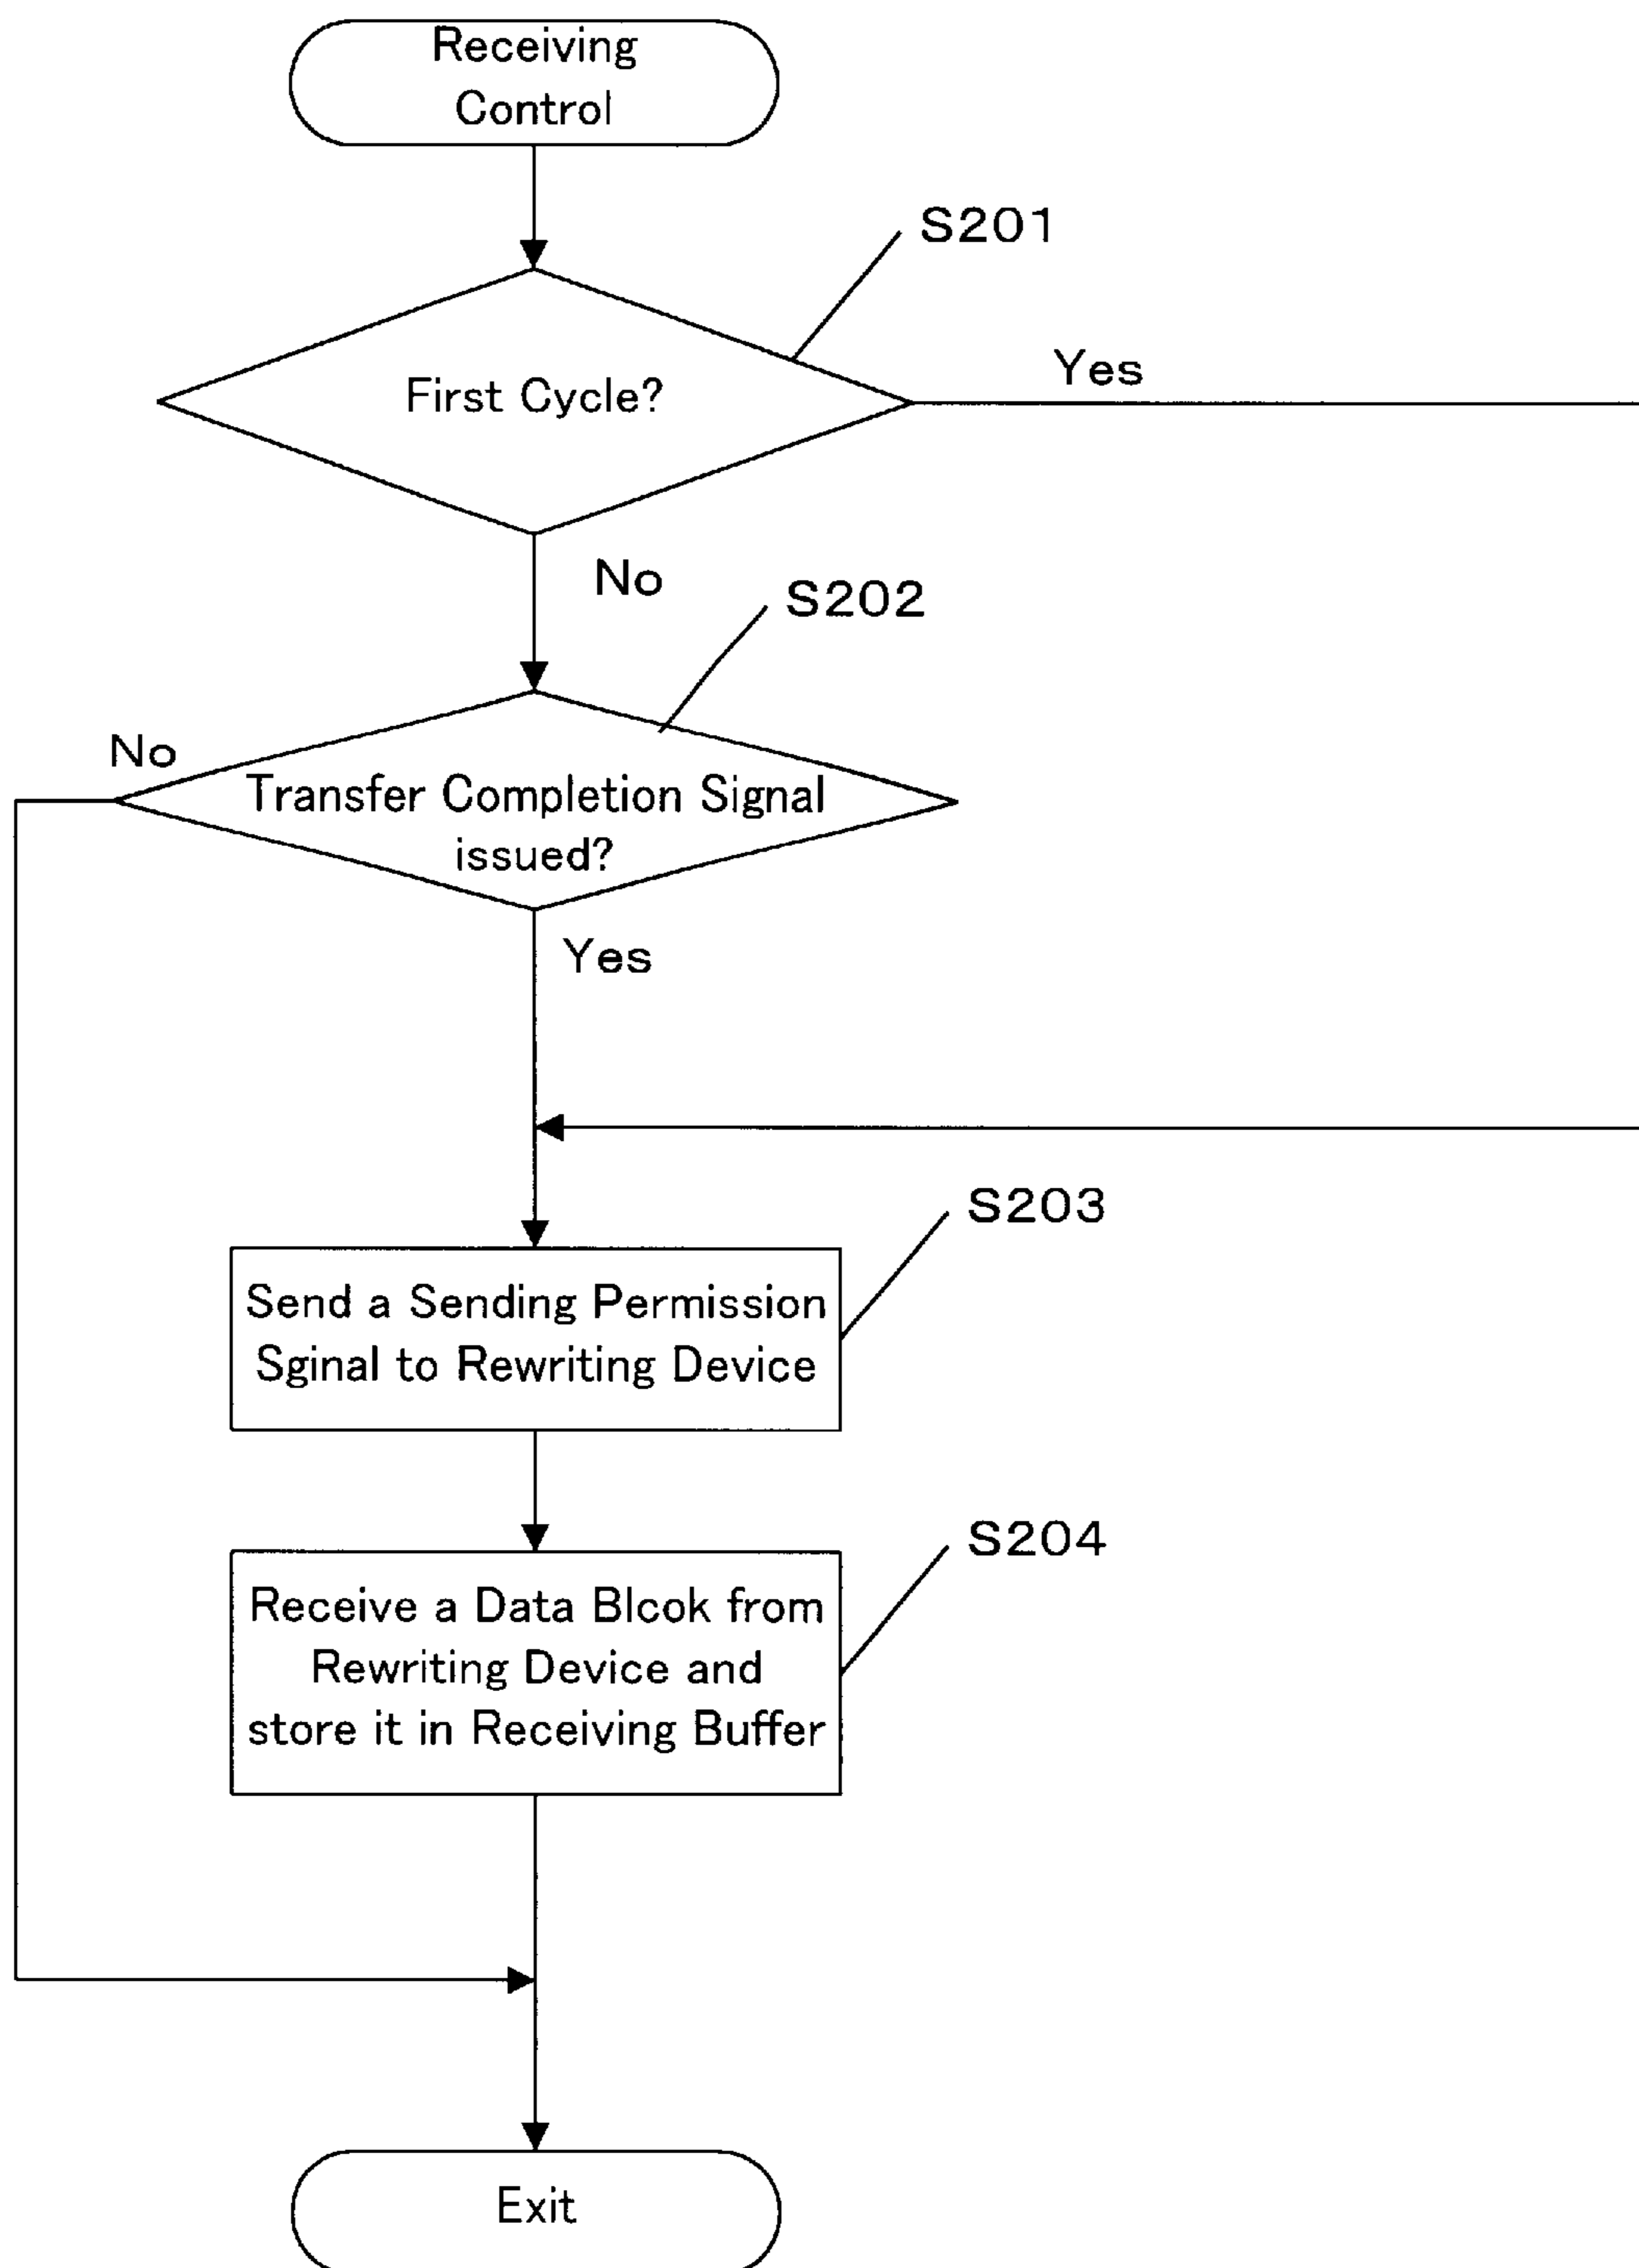 Receiving
Control
S201
First Cycle?
Yes
No
S202
No
Transfer Completion Signal
issued?
Yes
S203
Send a Sending Permission
Sginal to Rewriting Device
S204
Receive a Data Blcok from
Rewriting Device and
store it in Receiving Buffer
Exit